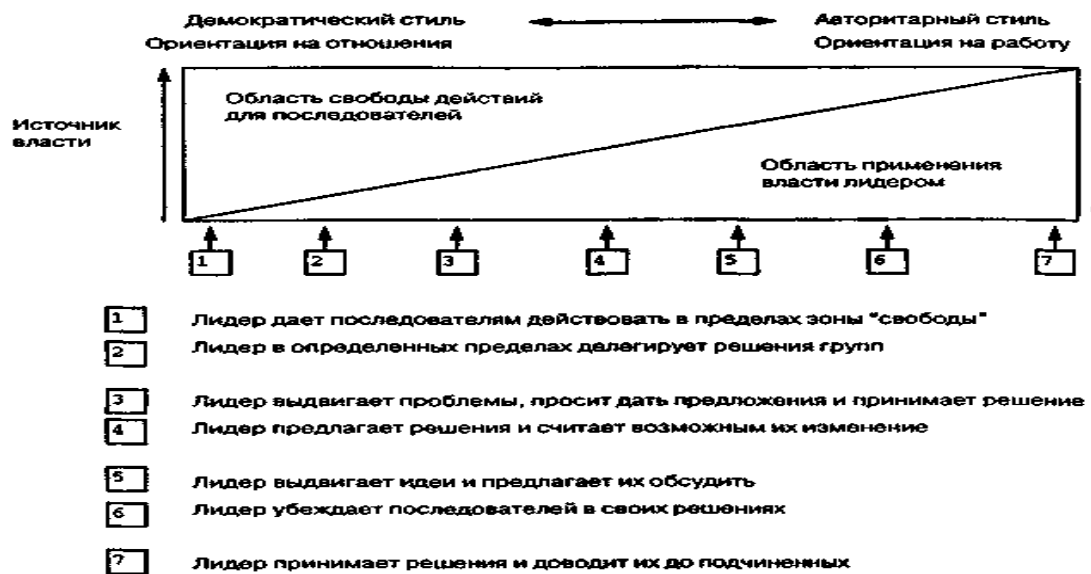 Демократический стиль
Авторитарный стиль
Ориентация на отношения
Ориентация на работу
Источник
власти
Область свободы действий
для последователей
Область применения
власти лидером
1 2 3 4 5 6 7
1 Лидер дает последователям действовать в пределах зоны "свободы"
2 Лидер в определенных пределах делегирует решения групп
3 Лидер выдвигает проблемы, просит дать предложения и принимает решение
4 Лидер предлагает решения и считает возможным их изменение
5 Лидер выдвигает идеи и предлагает их обсудить
6 Лидер убеждает последователей в своих решениях
7 Лидер принимает решения и доводит их до подчиненных